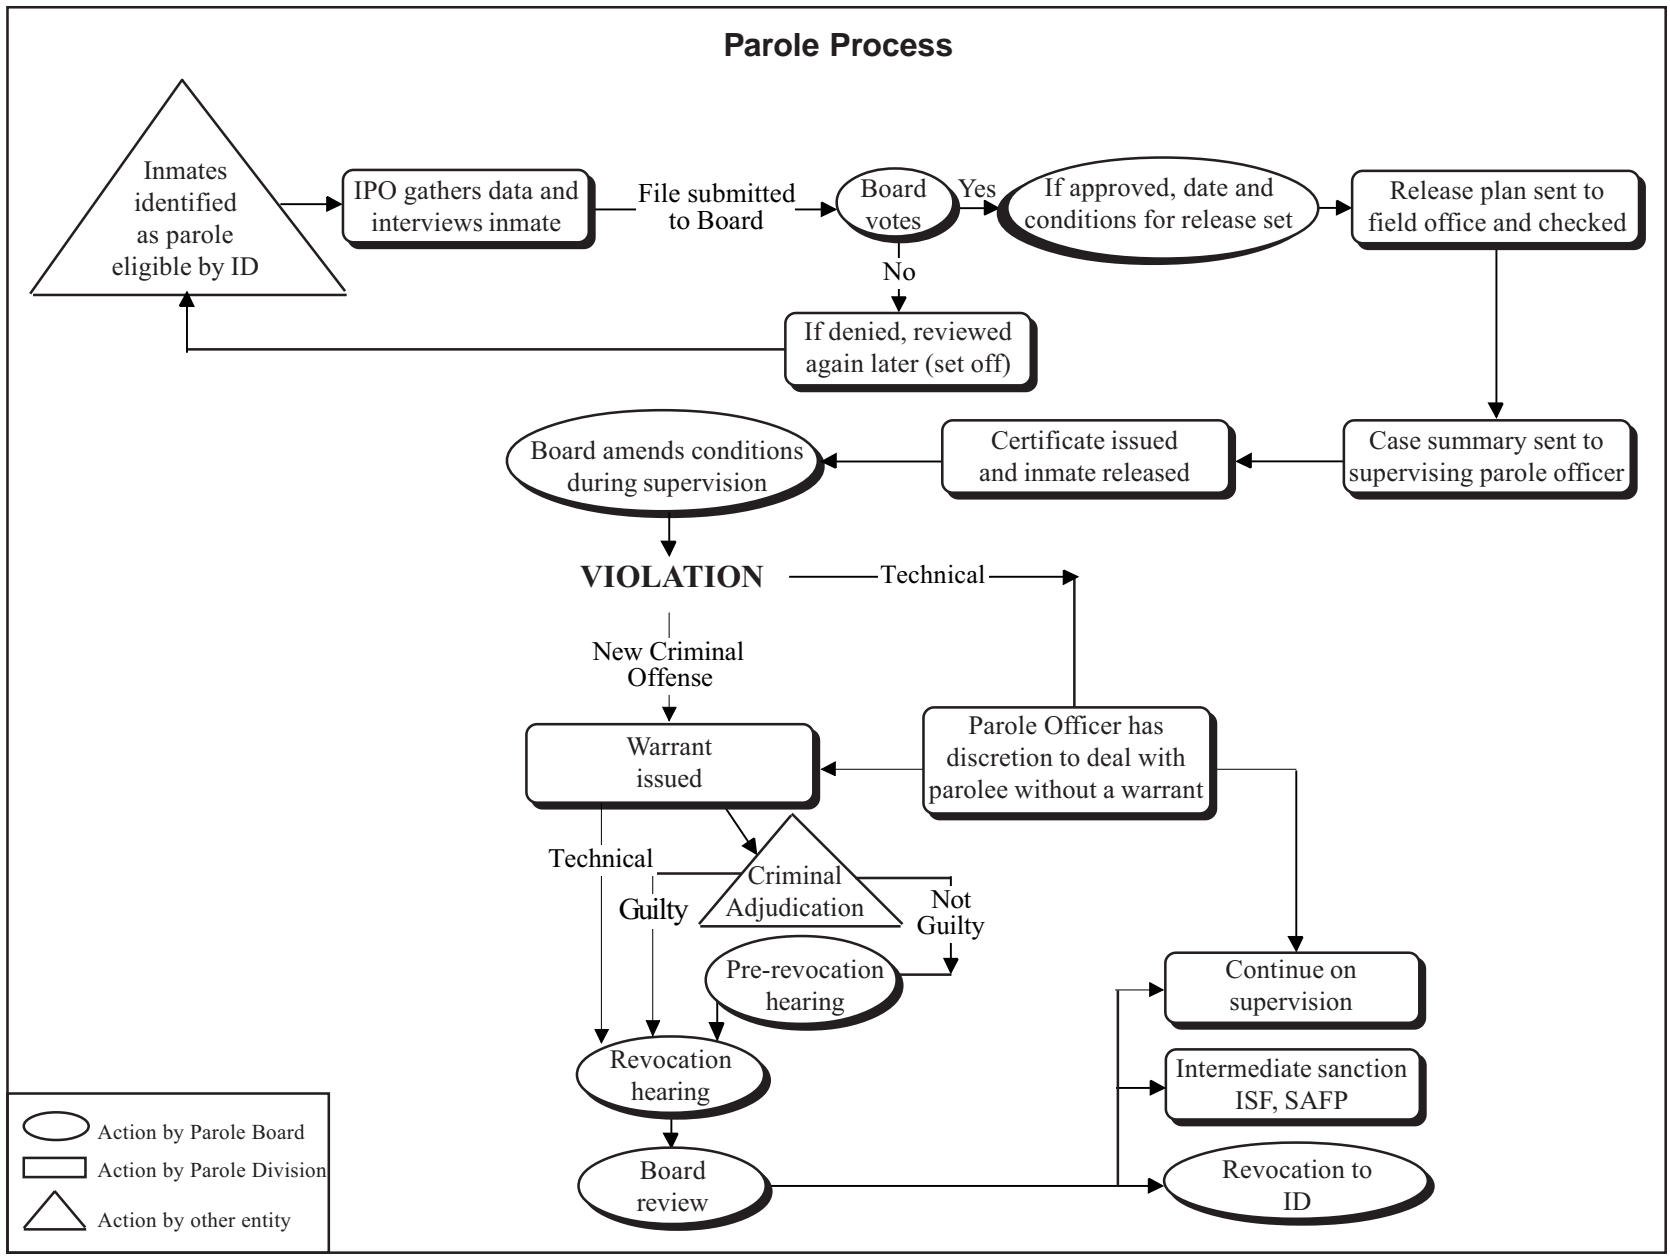 Parole Process
Inmates
identified
as parole
eligible by ID
IPO gathers data and
interviews inmate
File submitted
to Board
Board
votes
Yes
If approved, date and
conditions for release set
Release plan sent to
field office and checked
No
If denied, reviewed
again later (set off)
Case summary sent to
supervising parole officer
Certificate issued
and inmate released
Board amends conditions
during supervision
VIOLATION
Technical
New Criminal
Offense
Warrant
issued
Parole Officer has
discretion to deal with
parolee without a warrant
Technical
Guilty
Criminal
Adjudication
Not
Guilty
Pre-revocation
hearing
Revocation
hearing
Board
review
Continue on
supervision
Intermediate sanction
ISF, SAFP
Revocation to
ID
Action by Parole Board
Action by Parole Division
Action by other entity